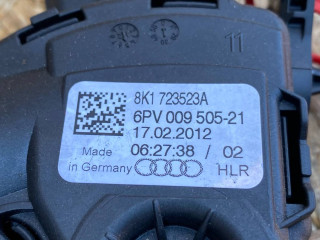 11
8K1 723523A
6PV 009 505-21
17.02.2012
Made 06:27:38 / 02
in Germany HLR